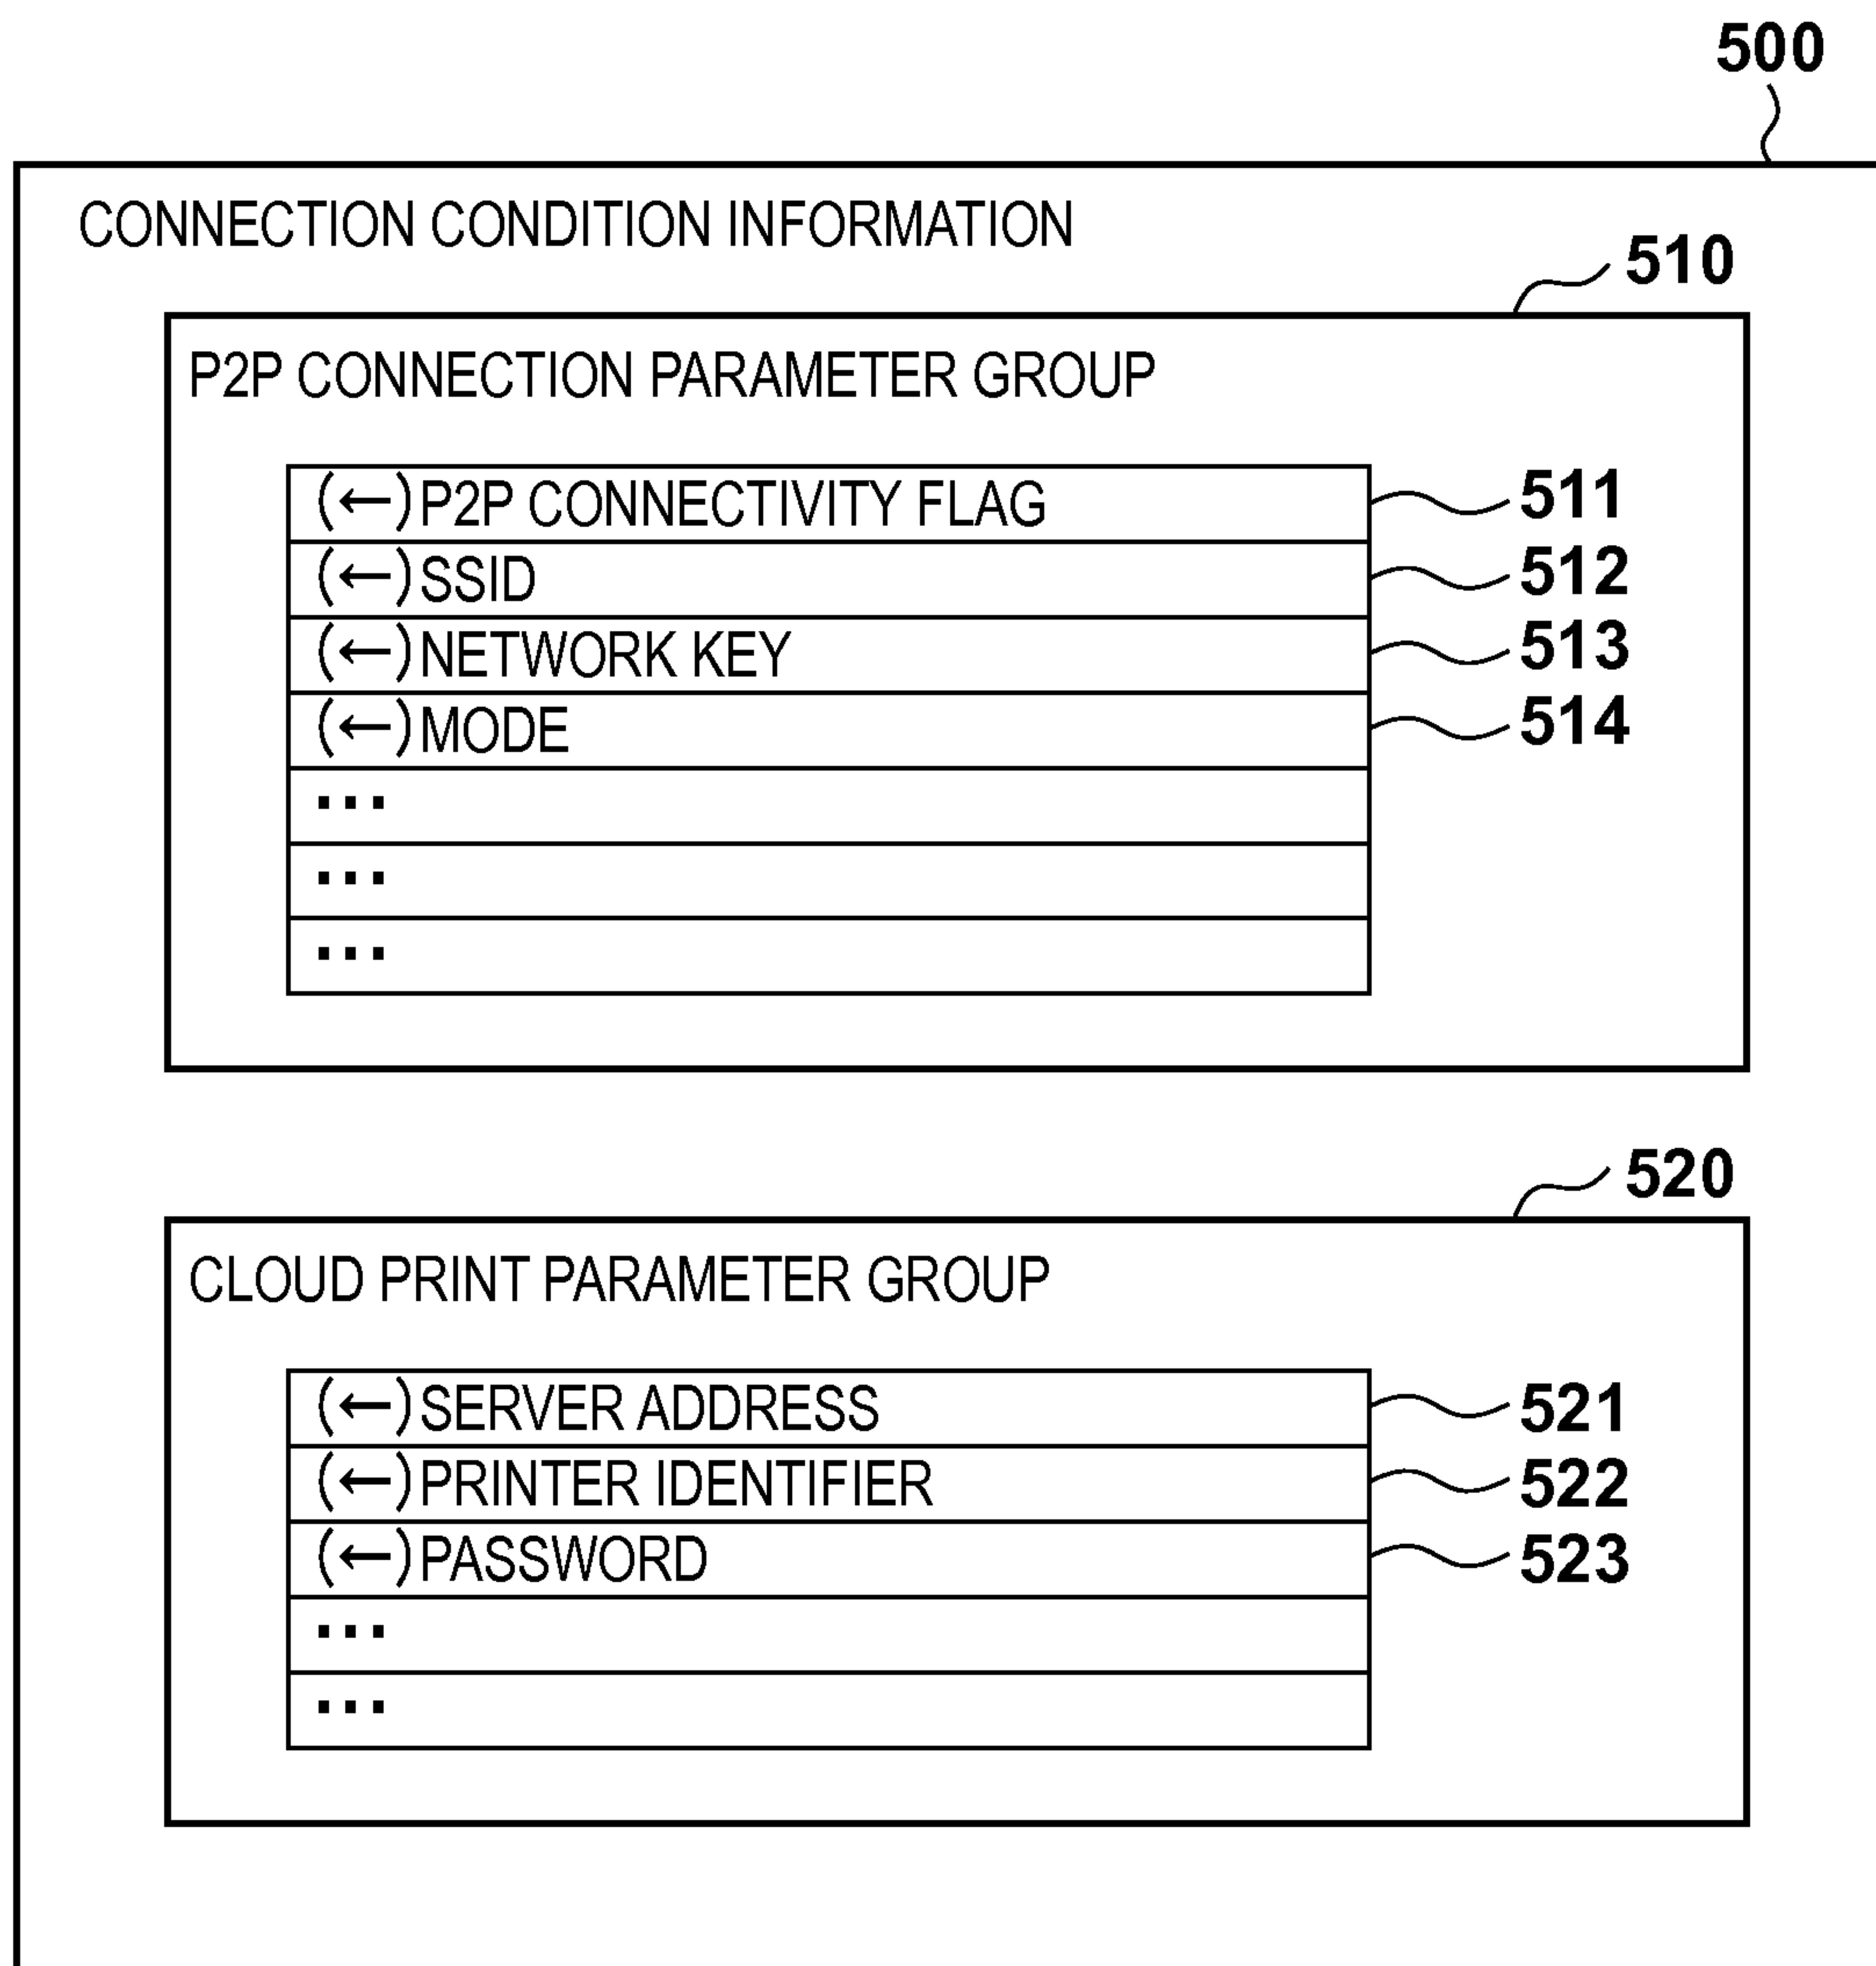 500
CONNECTION CONDITION INFORMATION
510
P2P CONNECTION PARAMETER GROUP
(←)P2P CONNECTIVITY FLAG 511
(←)SSID 512
(←)NETWORK KEY 513
(←)MODE 514
...
...
...
520
CLOUD PRINT PARAMETER GROUP
(←)SERVER ADDRESS 521
(←)PRINTER IDENTIFIER 522
(←)PASSWORD 523
...
...